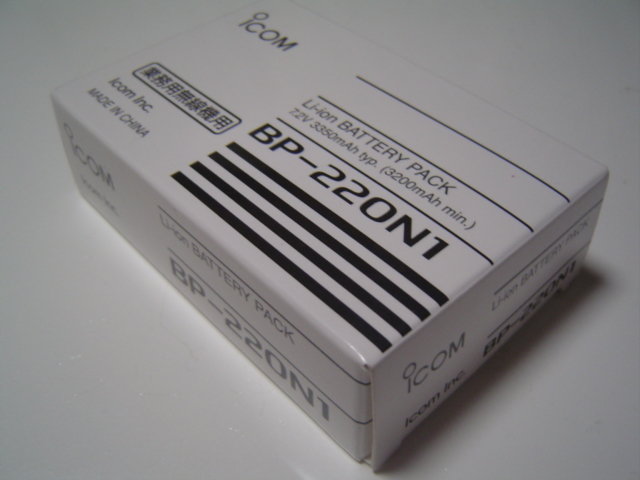 iCOM
業務用無線機用
Icom Inc.
MADE IN CHINA
Li-ion BATTERY PACK
7.2V 3350mAh typ. (3200mAh min.)
BP-220N1
iCOM
Icom Inc.
Li-ion BATTERY PACK
BP-220N1
iCOM
Icom Inc.
Li-ion BATTERY PACK
BP-220N1